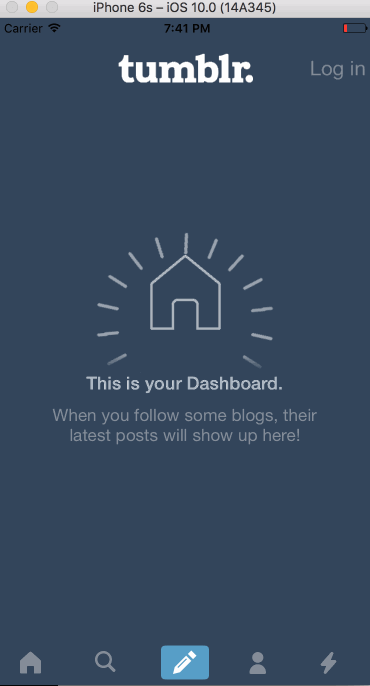 iPhone 6s – iOS 10.0 (14A345)
Carrier 7:41 PM
tumblr. Log in
This is your Dashboard.
When you follow some blogs, their
latest posts will show up here!